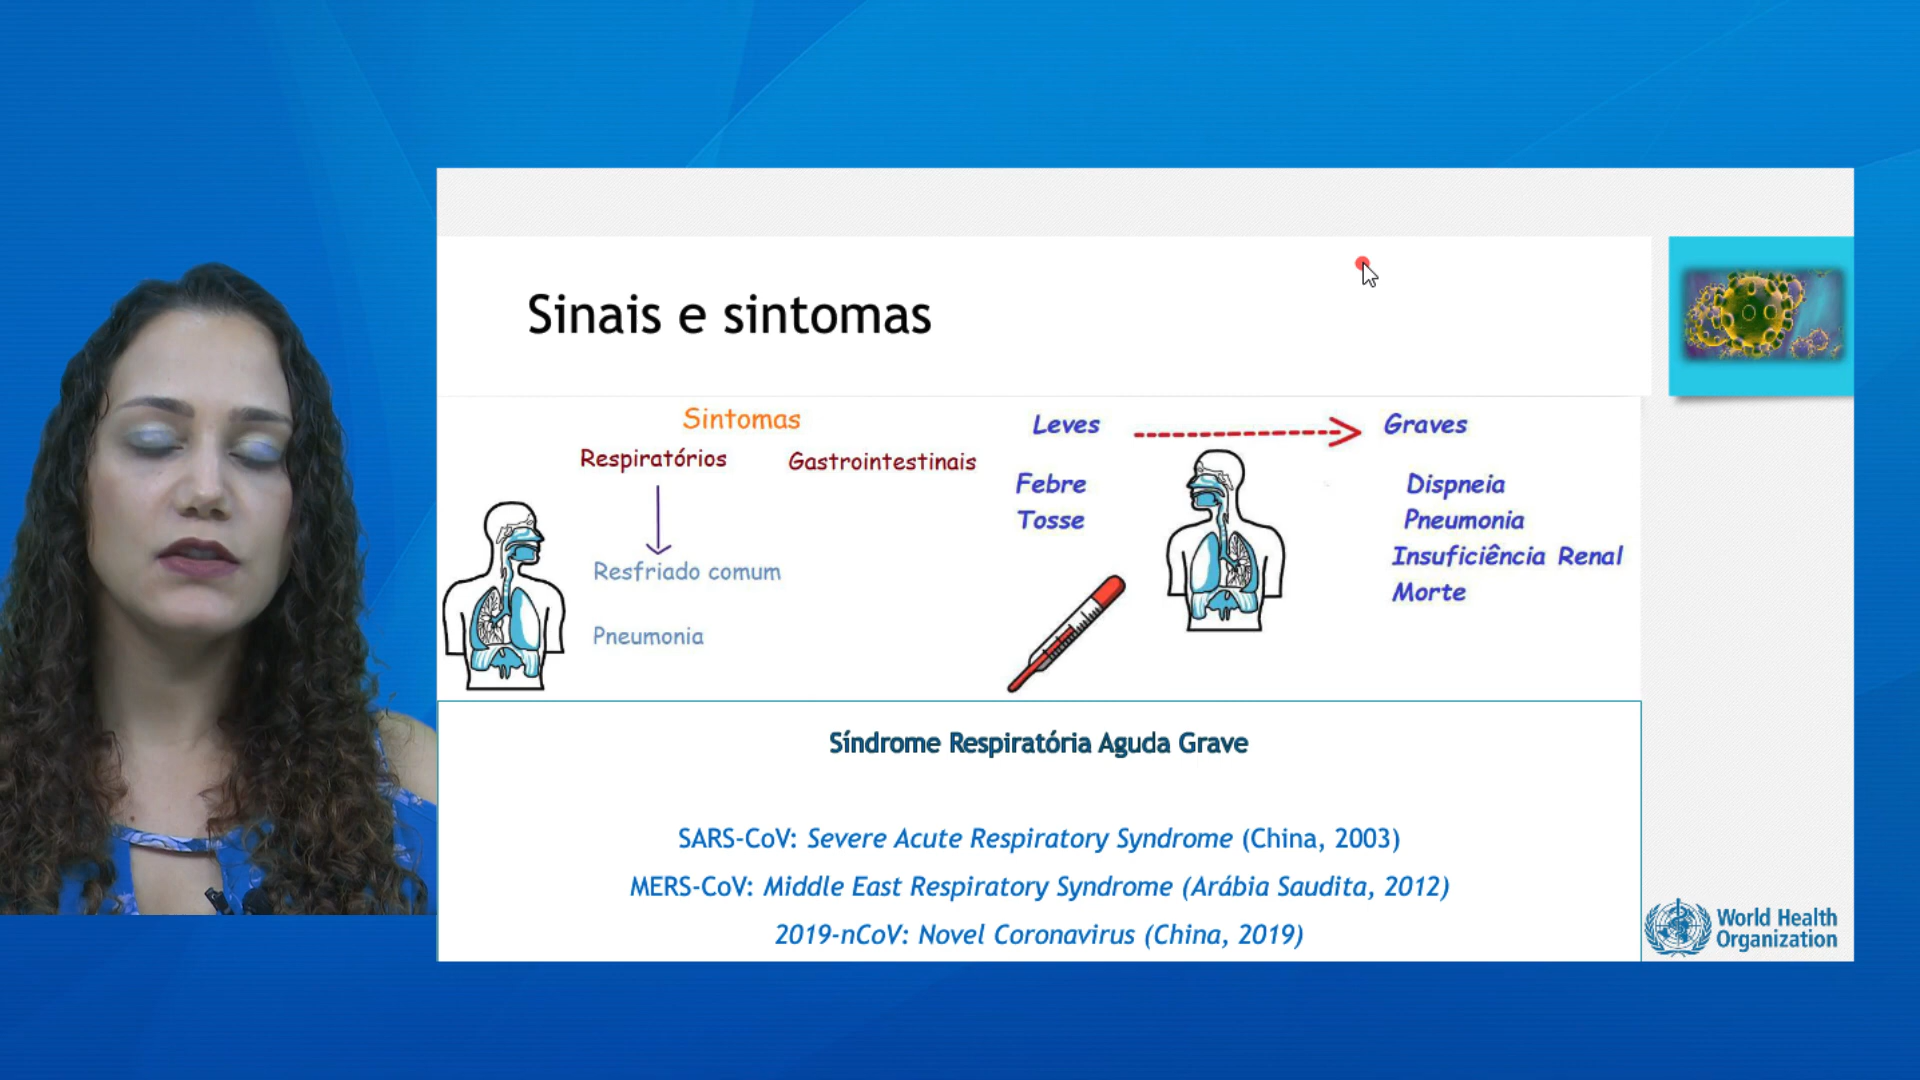 Sinais e sintomas
Sintomas
Respiratórios
Gastrointestinais
Resfriado comum
Pneumonia
Leves
Graves
Febre
Tosse
Dispneia
Pneumonia
Insuficiência Renal
Morte
Síndrome Respiratória Aguda Grave
SARS-CoV: Severe Acute Respiratory Syndrome (China, 2003)
MERS-CoV: Middle East Respiratory Syndrome (Arábia Saudita, 2012)
2019-nCoV: Novel Coronavirus (China, 2019)
World Health
Organization